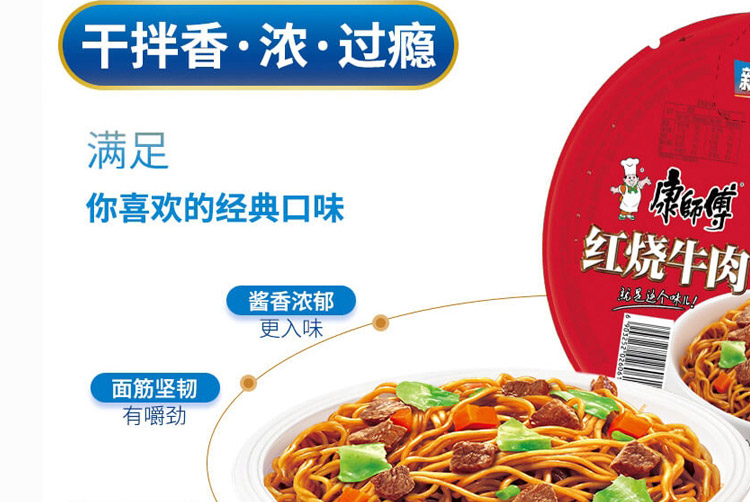 干拌香·浓·过瘾
满足
你喜欢的经典口味
康師傅
红烧牛肉
就是这个味儿!
酱香浓郁
更入味
面筋坚韧
有嚼劲